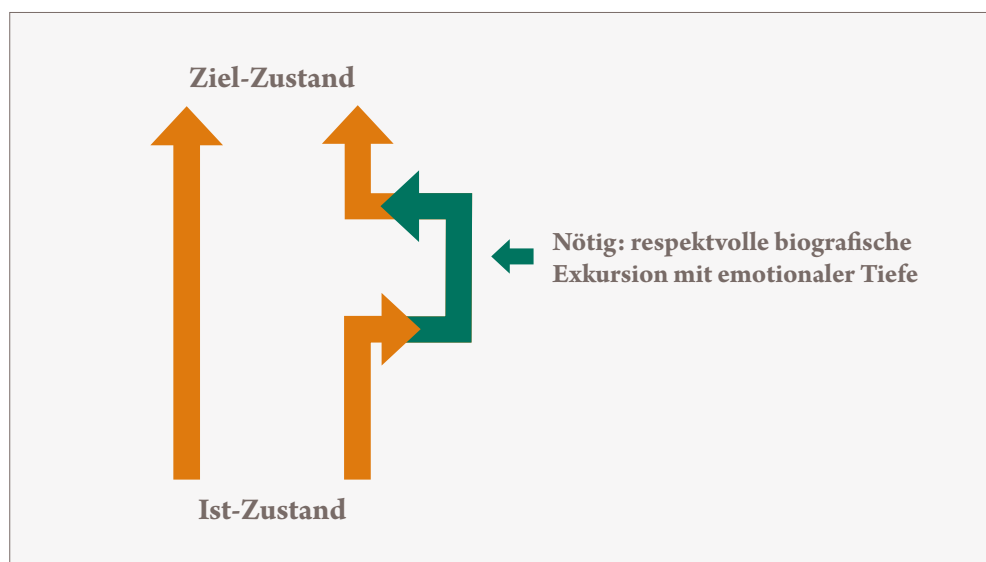 Ziel-Zustand
Nötig: respektvolle biografische
Exkursion mit emotionaler Tiefe
Ist-Zustand